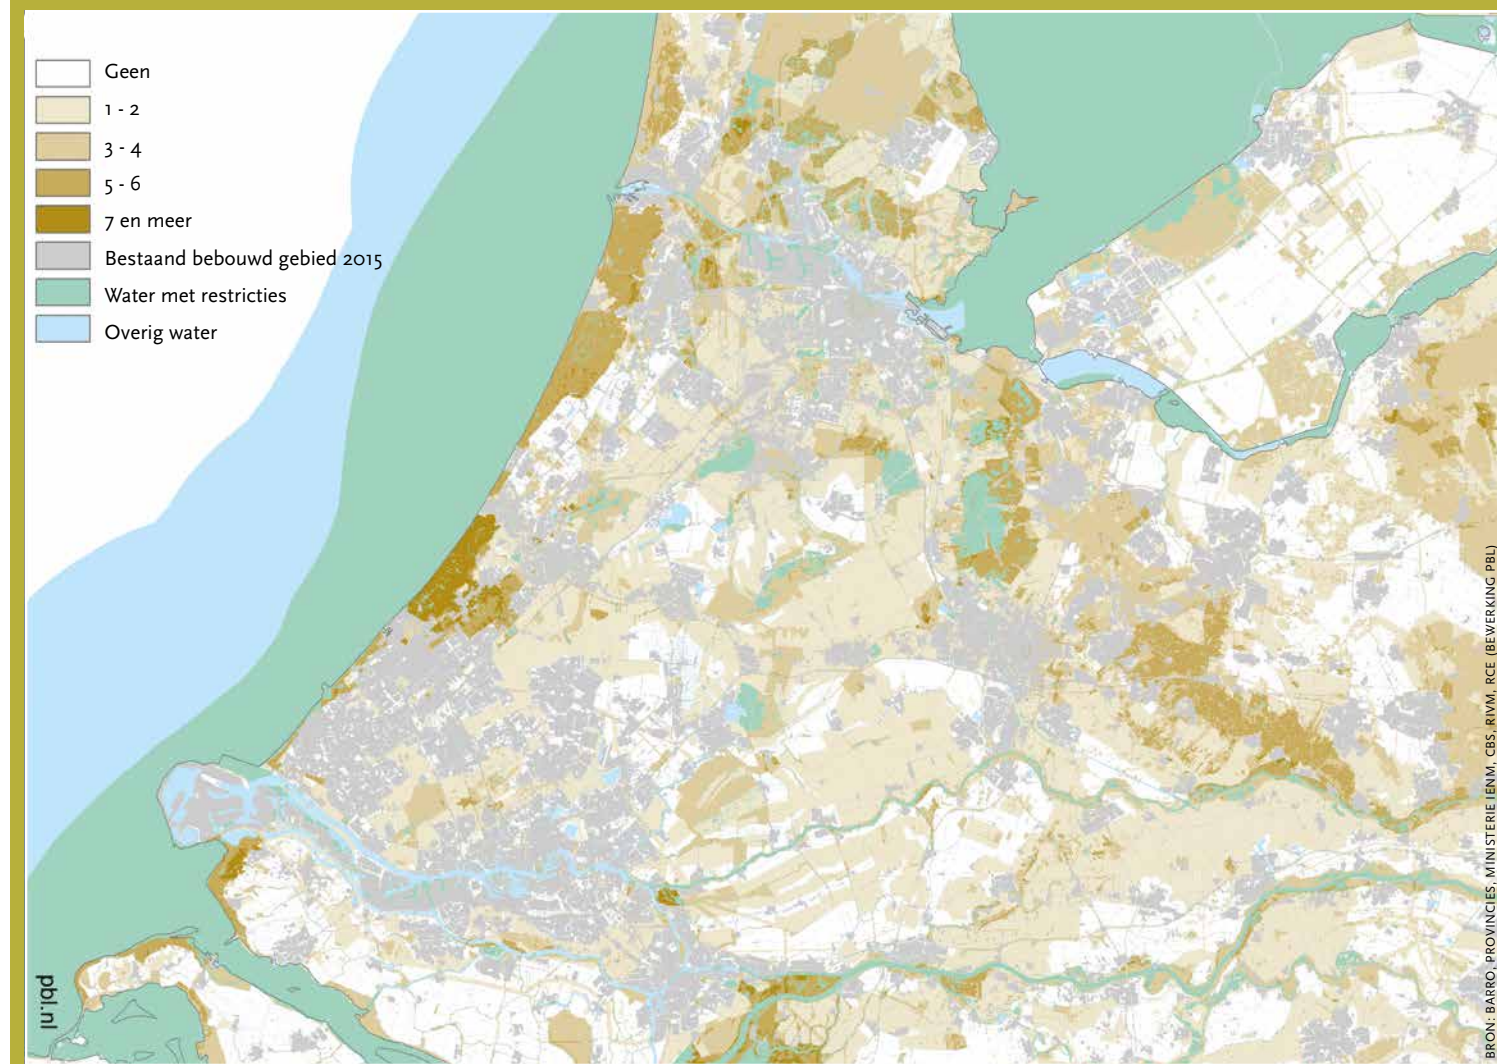 Geen
1 - 2
3 - 4
5 - 6
7 en meer
Bestaand bebouwd gebied 2015
Water met restricties
Overig water
pbl.nl
BRON: BARRO, PROVINCIES, MINISTERIE IENM, CBS, RIVM, RCE (BEWERKING PBL)